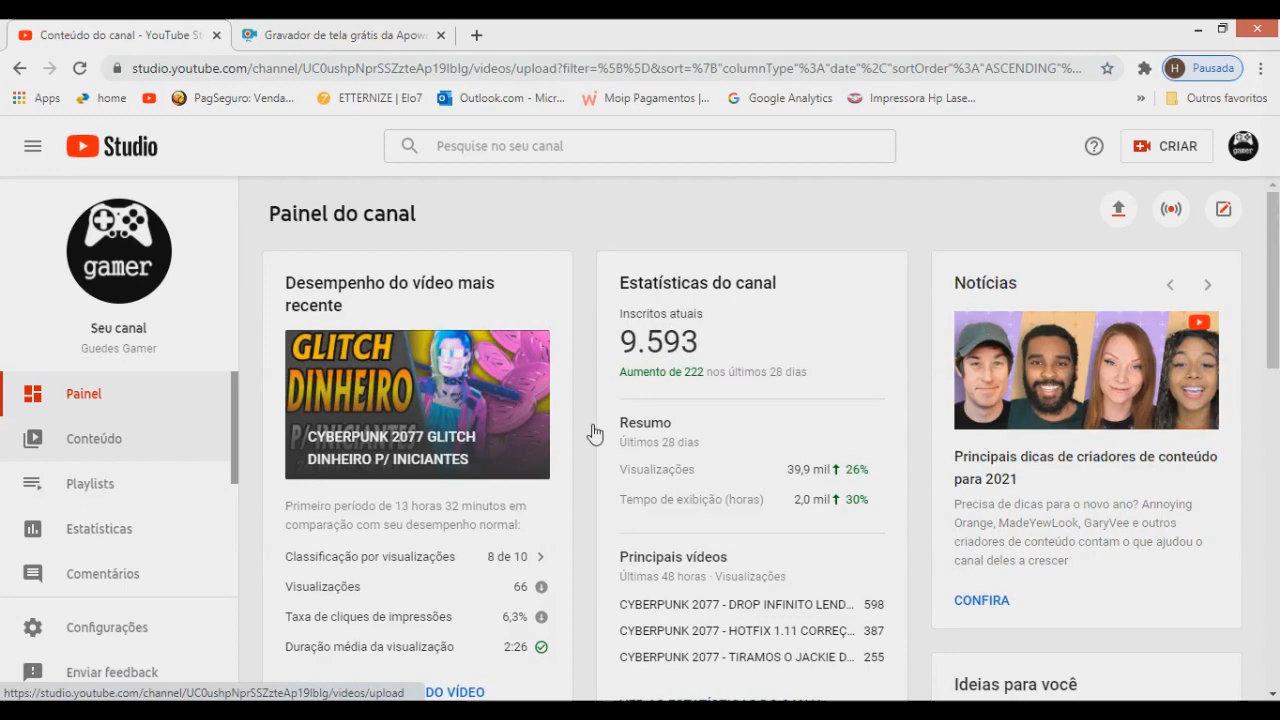 Conteúdo do canal - YouTube St
Gravador de tela grátis da Apowe
studio.youtube.com/channel/UC0ushpNprSSZzteAp19Iblg/videos/upload?filter=%5B%5D&sort=%7B"columnType"%3A"date"%2C"sortOrder"%3A"ASCENDING"%...
H Pausada
Apps
home
PagSeguro: Venda...
ETTERNIZE | Elo7
Outlook.com - Micr...
Moip Pagamentos |...
Google Analytics
Impressora Hp Lase...
»
Outros favoritos
Studio
Pesquise no seu canal
CRIAR
gamer
gamer
Seu canal
Guedes Gamer
Painel
Conteúdo
Playlists
Estatísticas
Comentários
Configurações
Enviar feedback
https://studio.youtube.com/channel/UC0ushpNprSSZzteAp19Iblg/videos/upload
Painel do canal
Desempenho do vídeo mais
recente
GLITCH
DINHEIRO
P/ INICIANTES
CYBERPUNK 2077 GLITCH
DINHEIRO P/ INICIANTES
Primeiro período de 13 horas 32 minutos em
comparação com seu desempenho normal:
Classificação por visualizações 8 de 10
Visualizações 66
Taxa de cliques de impressões 6,3%
Duração média da visualização 2:26
DO VÍDEO
Estatísticas do canal
Inscritos atuais
9.593
Aumento de 222 nos últimos 28 dias
Resumo
Últimos 28 dias
Visualizações 39,9 mil 26%
Tempo de exibição (horas) 2,0 mil 30%
Principais vídeos
Últimas 48 horas · Visualizações
CYBERPUNK 2077 - DROP INFINITO LEND... 598
CYBERPUNK 2077 - HOTFIX 1.11 CORREÇ... 387
CYBERPUNK 2077 - TIRAMOS O JACKIE D... 255
Notícias
Principais dicas de criadores de conteúdo
para 2021
Precisa de dicas para o novo ano? Annoying
Orange, MadeYewLook, GaryVee e outros
criadores de conteúdo contam o que ajudou o
canal deles a crescer
CONFIRA
Ideias para você